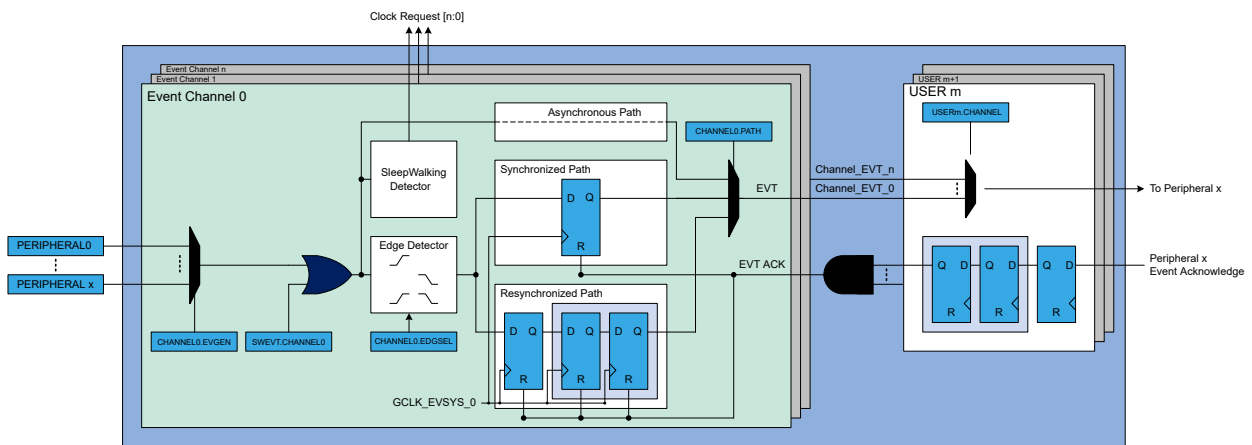 Clock Request [n:0]
Event Channel n
Event Channel 1
Event Channel 0
USER m+1
USER m
Asynchronous Path
USERm.CHANNEL
CHANNEL0.PATH
SleepWalking
Detector
Synchronized Path
Channel_EVT_n
EVT
Channel_EVT_0
To Peripheral x
D Q
R
PERIPHERAL0
PERIPHERAL x
Edge Detector
EVT ACK
Q D
R
Q D
R
Q D
R
Peripheral x
Event Acknowledge
Resynchronized Path
D Q
R
D Q
R
D Q
R
CHANNEL0.EVGEN
SWEVT.CHANNEL0
CHANNEL0.EDGSEL
GCLK_EVSYS_0